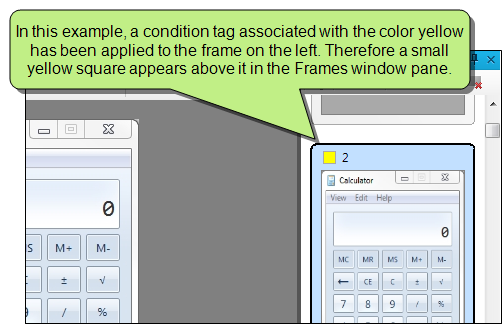 In this example, a condition tag associated with the color yellow
has been applied to the frame on the left. Therefore a small
yellow square appears above it in the Frames window pane.
2
Calculator
View Edit Help
0
0
MC MR MS M+ M-
← CE C ± √
7 8 9 / %
M+ M-
± √
/ %